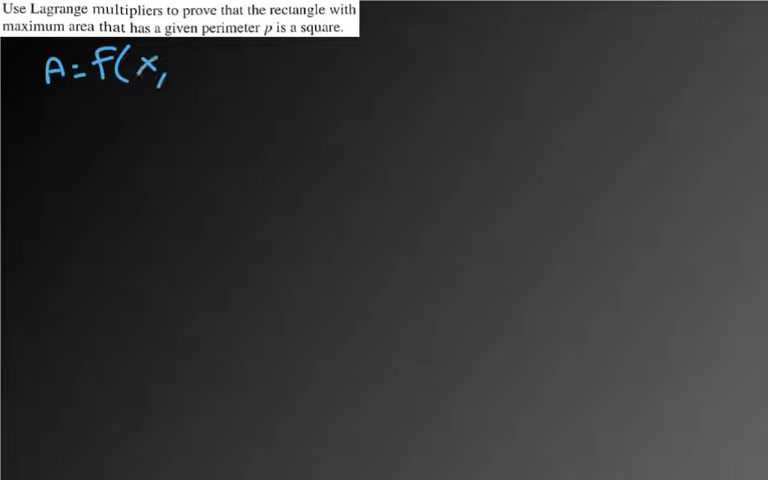 Use Lagrange multipliers to prove that the rectangle with
maximum area that has a given perimeter p is a square.
A = f(x,